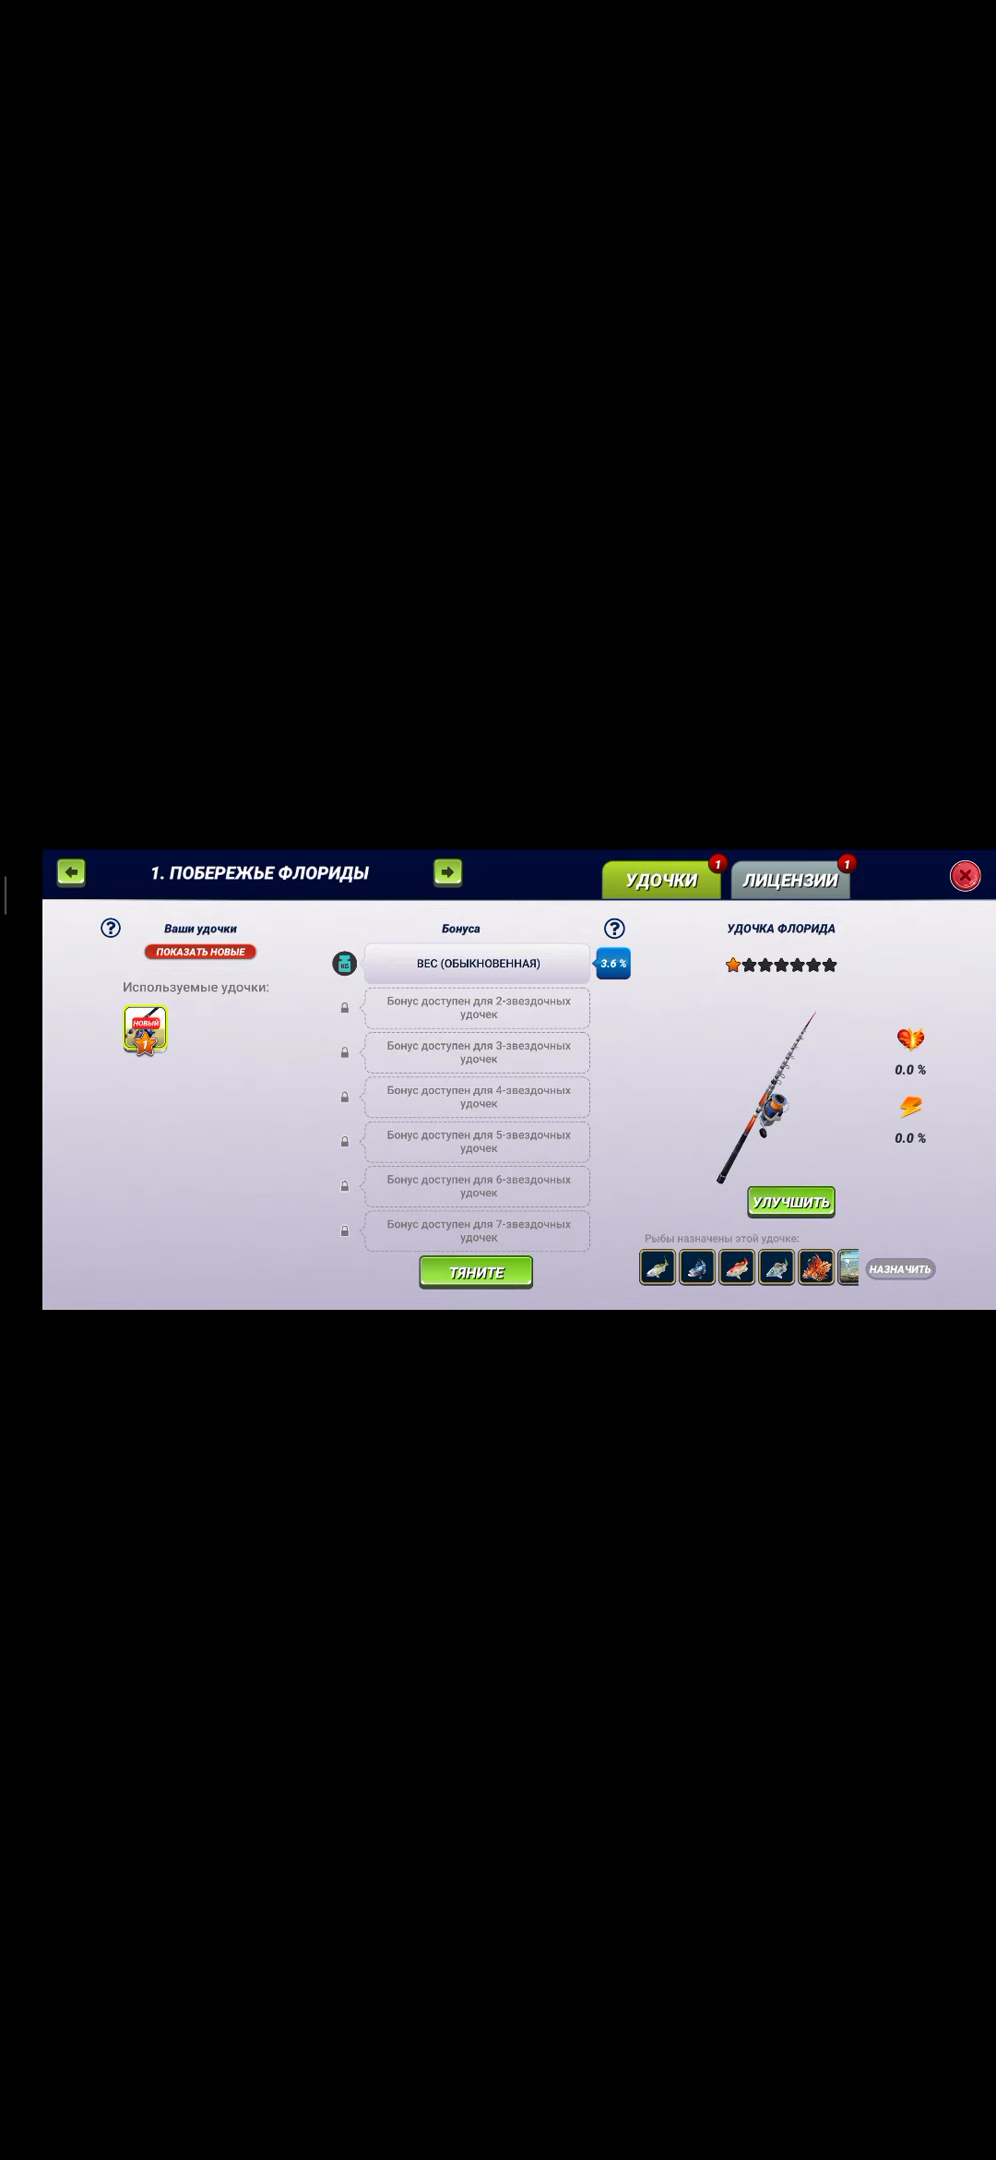 1. ПОБЕРЕЖЬЕ ФЛОРИДЫ
УДОЧКИ
1
ЛИЦЕНЗИИ
1
?
Ваши удочки
ПОКАЗАТЬ НОВЫЕ
Используемые удочки:
НОВЫЙ
1
Бонуса
?
KG
ВЕС (ОБЫКНОВЕННАЯ)
3.6 %
Бонус доступен для 2-звездочных
удочек
Бонус доступен для 3-звездочных
удочек
Бонус доступен для 4-звездочных
удочек
Бонус доступен для 5-звездочных
удочек
Бонус доступен для 6-звездочных
удочек
Бонус доступен для 7-звездочных
удочек
ТЯНИТЕ
УДОЧКА ФЛОРИДА
0.0 %
0.0 %
УЛУЧШИТЬ
Рыбы назначены этой удочке:
НАЗНАЧИТЬ